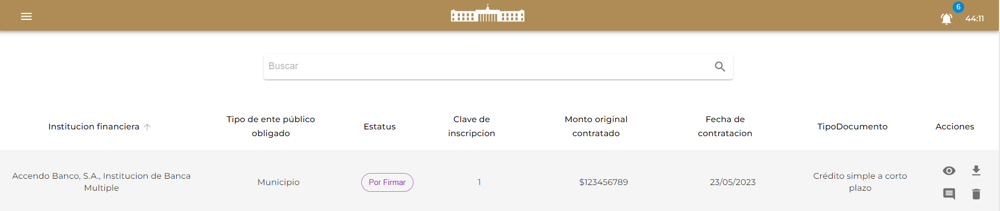 6
44:11
Buscar
Institucion financiera
Tipo de ente público
obligado
Estatus
Clave de
inscripcion
Monto original
contratado
Fecha de
contratacion
TipoDocumento
Acciones
Accendo Banco, S.A., Institucion de Banca
Multiple
Municipio
Por Firmar
1
$123456789
23/05/2023
Crédito simple a corto
plazo